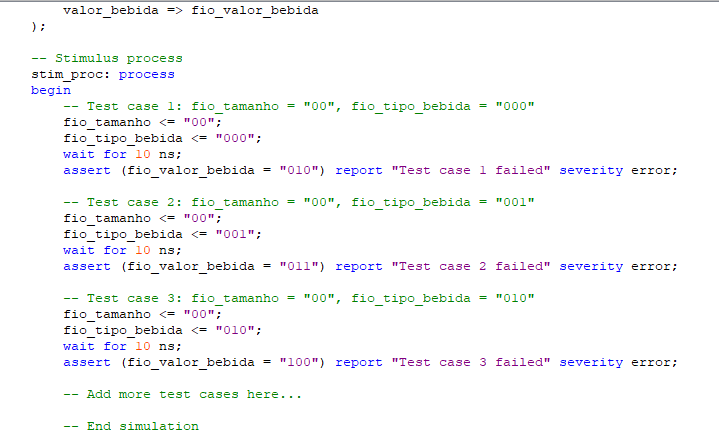 valor_bebida => fio_valor_bebida
);
-- Stimulus process
stim_proc: process
begin
-- Test case 1: fio_tamanho = "00", fio_tipo_bebida = "000"
fio_tamanho <= "00";
fio_tipo_bebida <= "000";
wait for 10 ns;
assert (fio_valor_bebida = "010") report "Test case 1 failed" severity error;
-- Test case 2: fio_tamanho = "00", fio_tipo_bebida = "001"
fio_tamanho <= "00";
fio_tipo_bebida <= "001";
wait for 10 ns;
assert (fio_valor_bebida = "011") report "Test case 2 failed" severity error;
-- Test case 3: fio_tamanho = "00", fio_tipo_bebida = "010"
fio_tamanho <= "00";
fio_tipo_bebida <= "010";
wait for 10 ns;
assert (fio_valor_bebida = "100") report "Test case 3 failed" severity error;
-- Add more test cases here...
-- End simulation